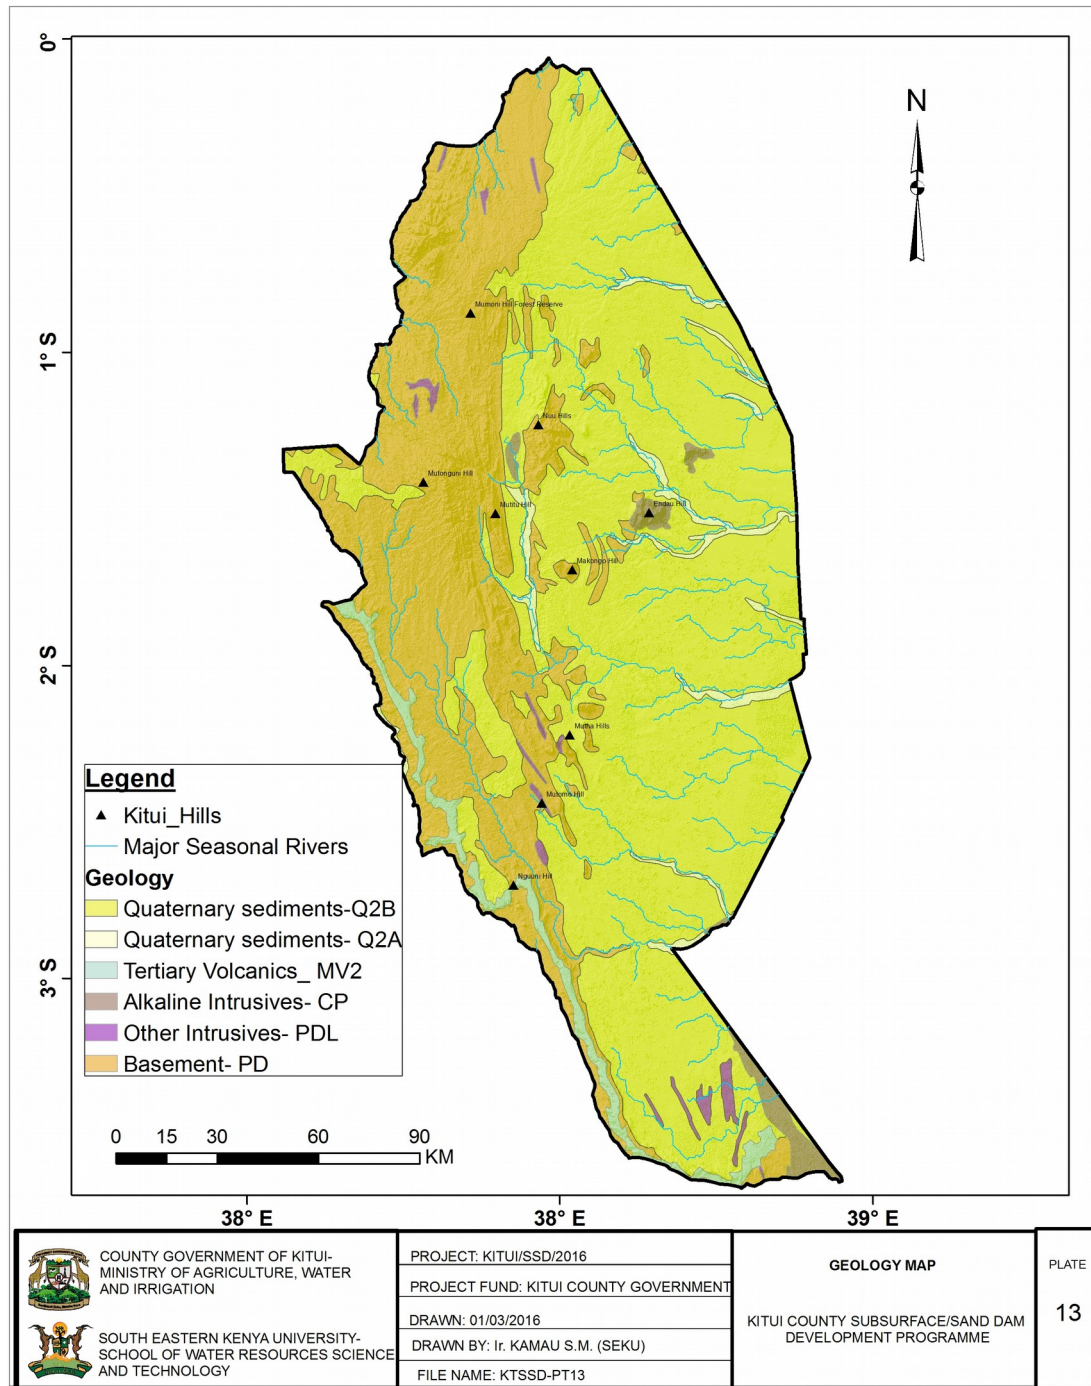 0°
N
Mumoni Hill Forest Reserve
1° S
Nuu Hills
Mutonguni Hill
Mutitu Hill
Endau Hill
Makongo Hill
2° S
Mutha Hills
Mutomo Hill
Nguuni Hill
3° S
Legend
Kitui_Hills
Major Seasonal Rivers
Geology
Quaternary sediments-Q2B
Quaternary sediments- Q2A
Tertiary Volcanics_ MV2
Alkaline Intrusives- CP
Other Intrusives- PDL
Basement- PD
0 15 30 60 90
KM
38° E 38° E 39° E
COUNTY GOVERNMENT OF KITUI-
MINISTRY OF AGRICULTURE, WATER
AND IRRIGATION
SOUTH EASTERN KENYA UNIVERSITY-
SCHOOL OF WATER RESOURCES SCIENCE
AND TECHNOLOGY
PROJECT: KITUI/SSD/2016
PROJECT FUND: KITUI COUNTY GOVERNMENT
DRAWN: 01/03/2016
DRAWN BY: Ir. KAMAU S.M. (SEKU)
FILE NAME: KTSSD-PT13
GEOLOGY MAP
KITUI COUNTY SUBSURFACE/SAND DAM
DEVELOPMENT PROGRAMME
PLATE
13